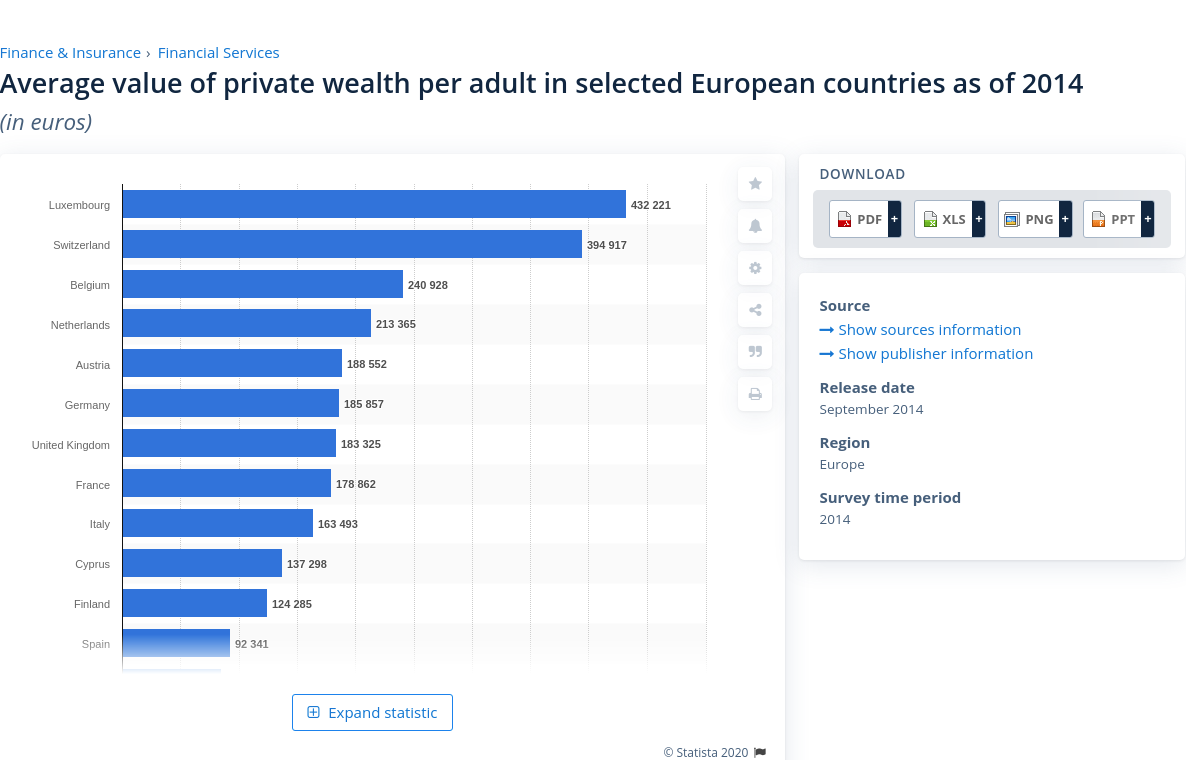 Finance & Insurance › Financial Services
Average value of private wealth per adult in selected European countries as of 2014
(in euros)
Luxembourg 432 221
Switzerland 394 917
Belgium 240 928
Netherlands 213 365
Austria 188 552
Germany 185 857
United Kingdom 183 325
France 178 862
Italy 163 493
Cyprus 137 298
Finland 124 285
Spain 92 341
Expand statistic
© Statista 2020
DOWNLOAD
PDF + XLS + PNG + PPT +
Source
Show sources information
Show publisher information
Release date
September 2014
Region
Europe
Survey time period
2014